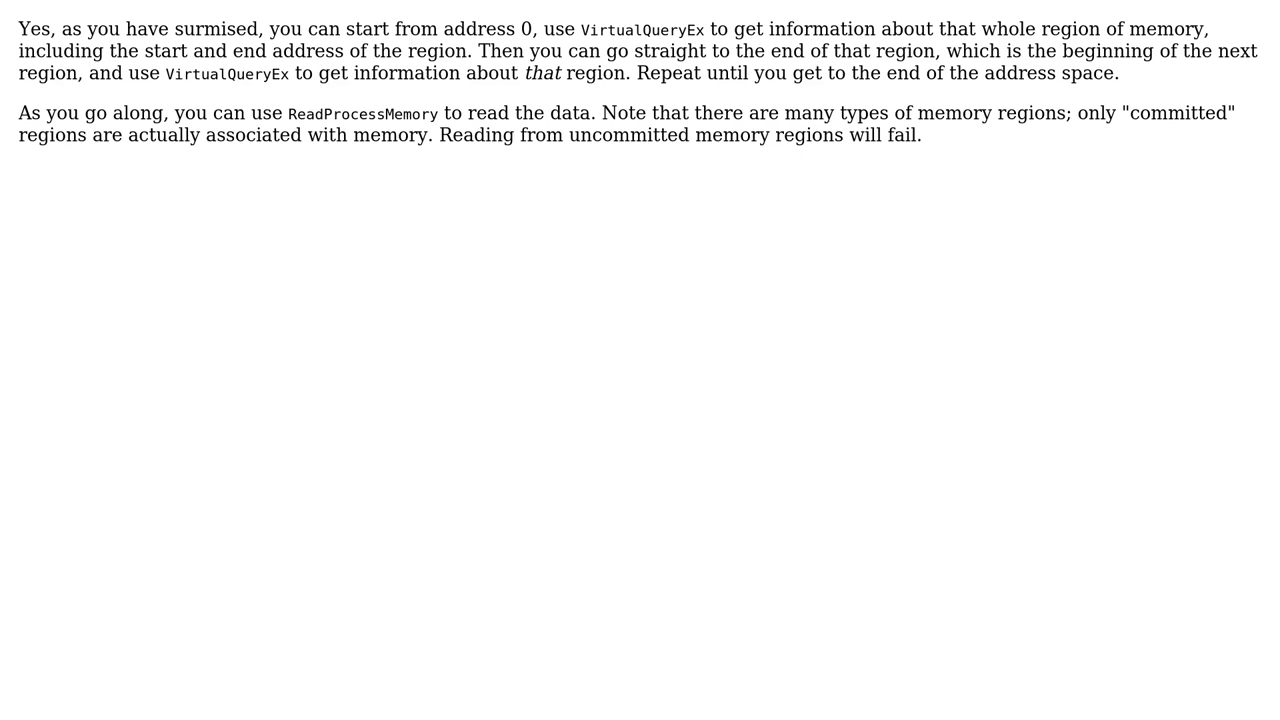 Yes, as you have surmised, you can start from address 0, use VirtualQueryEx to get information about that whole region of memory,
including the start and end address of the region. Then you can go straight to the end of that region, which is the beginning of the next
region, and use VirtualQueryEx to get information about that region. Repeat until you get to the end of the address space.
As you go along, you can use ReadProcessMemory to read the data. Note that there are many types of memory regions; only "committed"
regions are actually associated with memory. Reading from uncommitted memory regions will fail.